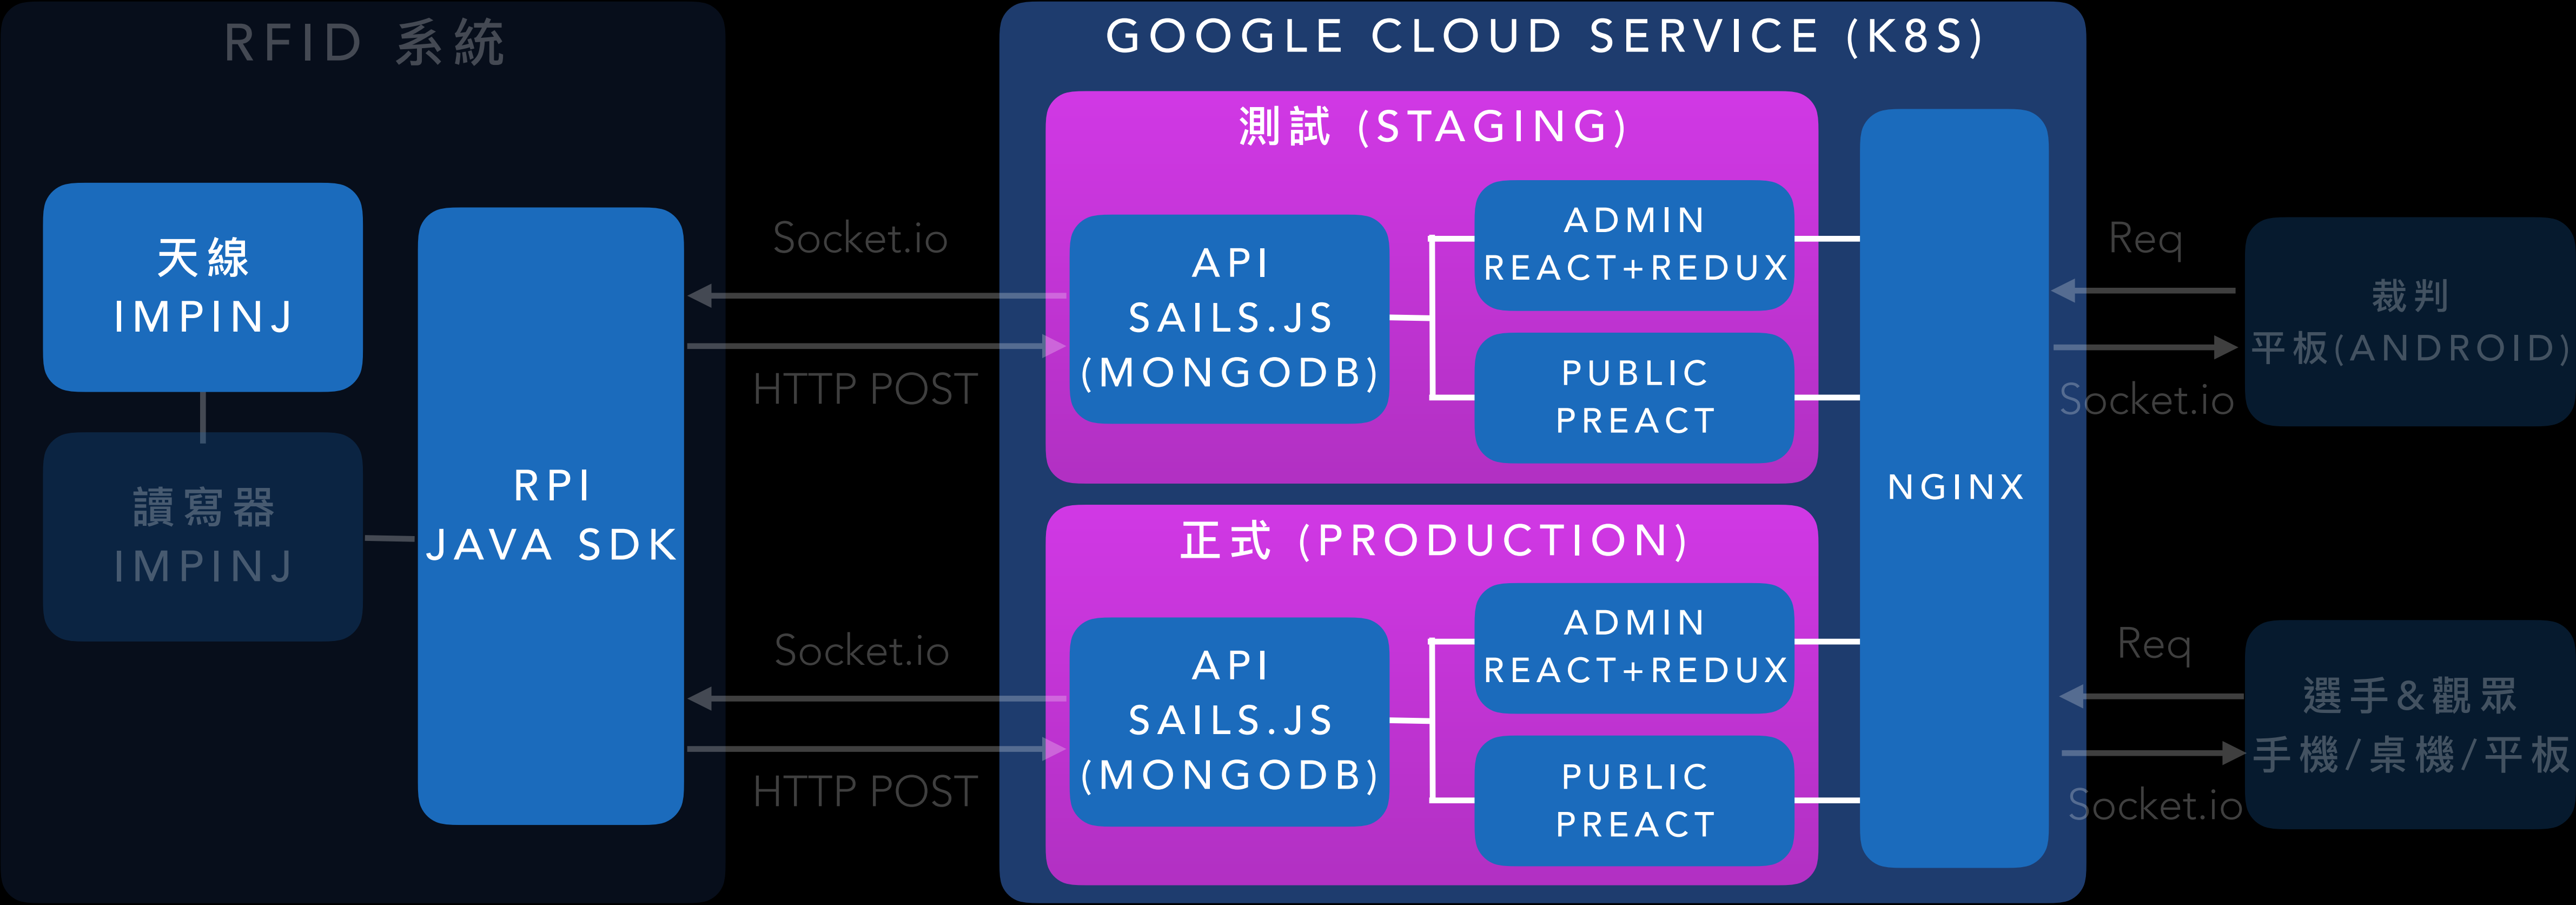 RFID 系統
天線
IMPINJ
讀寫器
IMPINJ
RPI
JAVA SDK
Socket.io
HTTP POST
Socket.io
HTTP POST
GOOGLE CLOUD SERVICE (K8S)
測試 (STAGING)
API
SAILS.JS
(MONGODB)
ADMIN
REACT+REDUX
PUBLIC
PREACT
正式 (PRODUCTION)
API
SAILS.JS
(MONGODB)
ADMIN
REACT+REDUX
PUBLIC
PREACT
NGINX
Req
Socket.io
裁判
平板(ANDROID)
Req
Socket.io
選手&觀眾
手機/桌機/平板